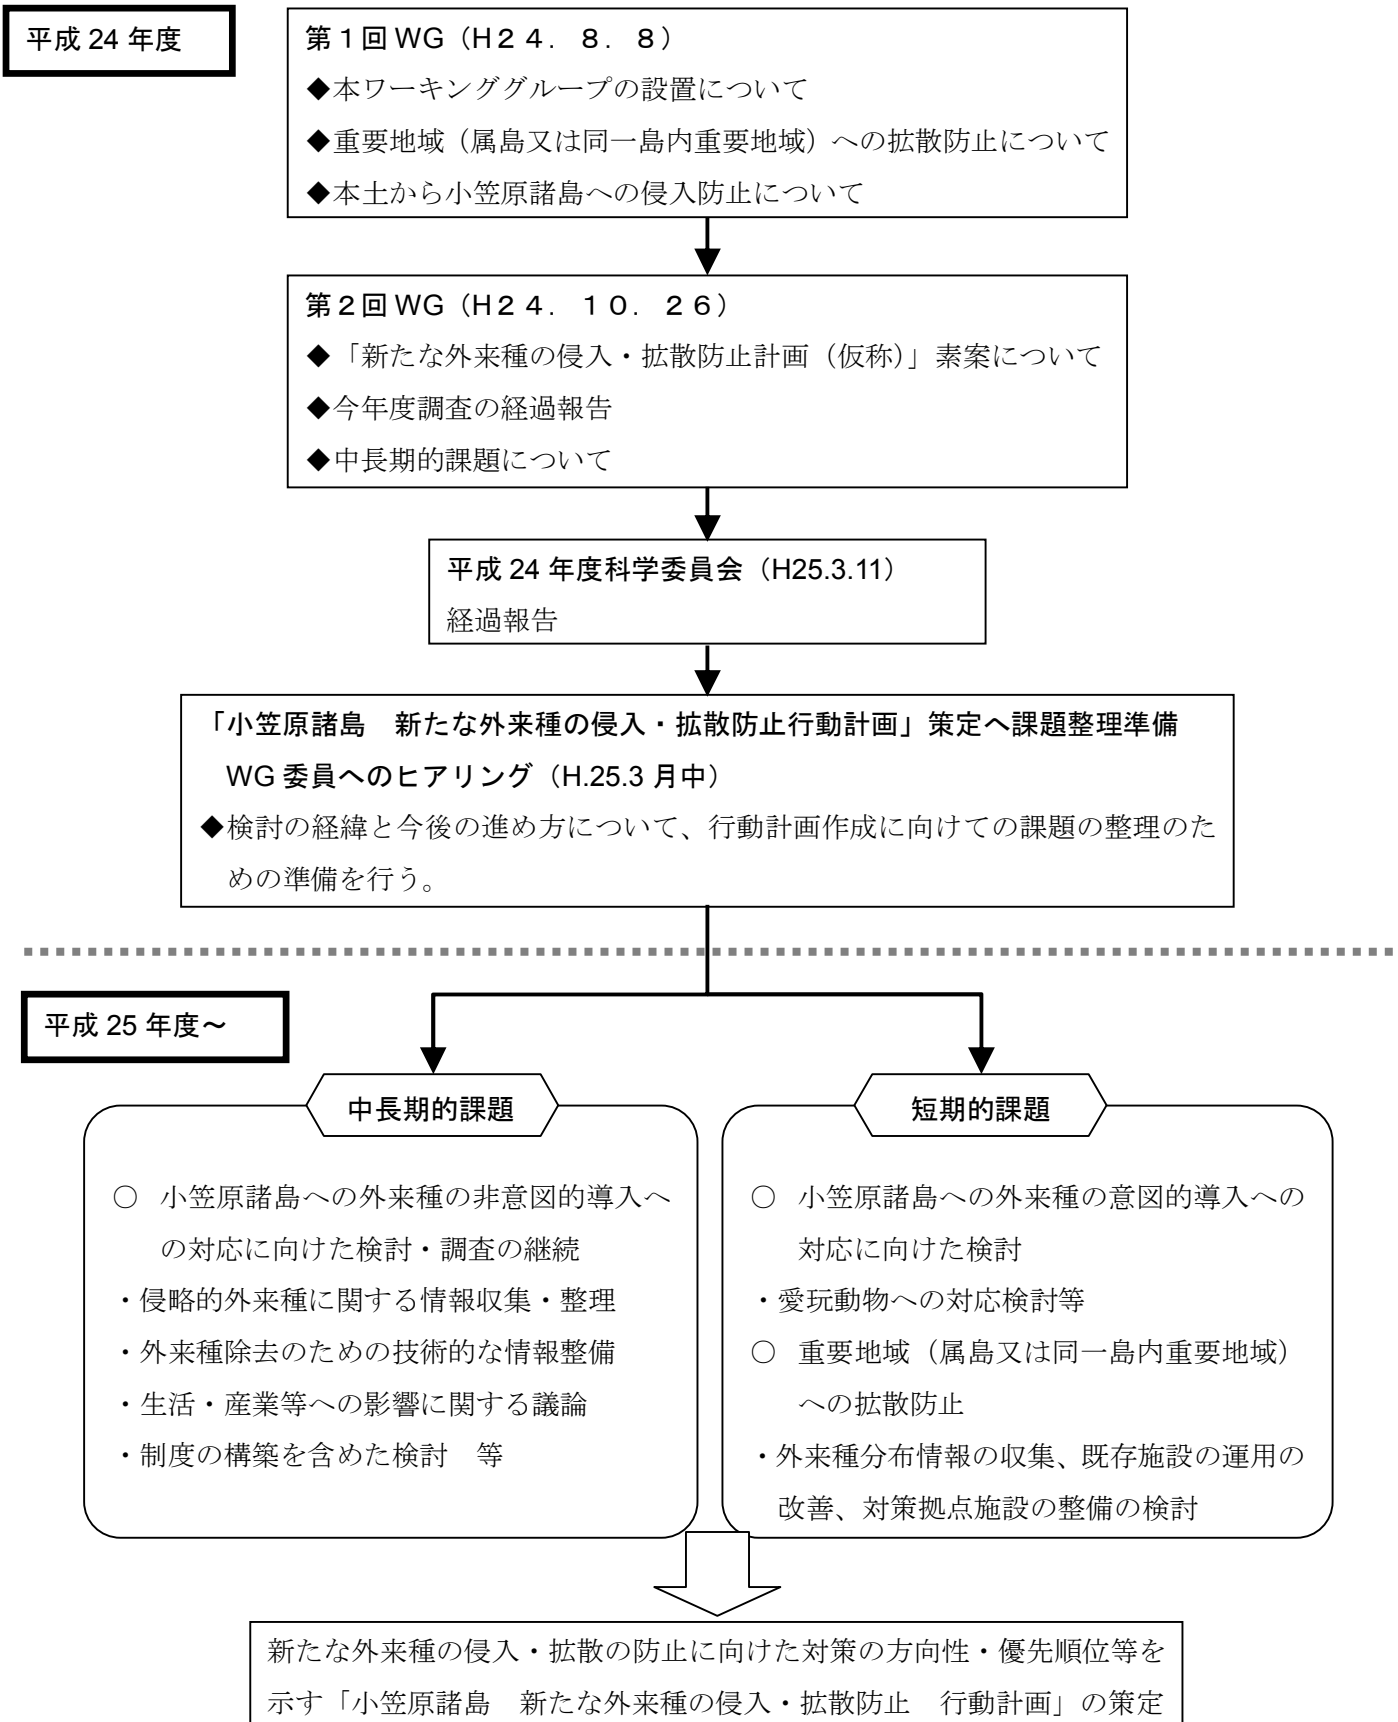 平成 24 年度
第１回 WG（H２４．８．８）
◆本ワーキンググループの設置について
◆重要地域（属島又は同一島内重要地域）への拡散防止について
◆本土から小笠原諸島への侵入防止について
第２回 WG（H２４．１０．２６）
◆「新たな外来種の侵入・拡散防止計画（仮称）」素案について
◆今年度調査の経過報告
◆中長期的課題について
平成 24 年度科学委員会（H25.3.11）
経過報告
「小笠原諸島　新たな外来種の侵入・拡散防止行動計画」策定へ課題整理準備
WG 委員へのヒアリング（H.25.3 月中）
◆検討の経緯と今後の進め方について、行動計画作成に向けての課題の整理のた
めの準備を行う。
平成 25 年度～
中長期的課題
○　小笠原諸島への外来種の非意図的導入へ
の対応に向けた検討・調査の継続
・侵略的外来種に関する情報収集・整理
・外来種除去のための技術的な情報整備
・生活・産業等への影響に関する議論
・制度の構築を含めた検討　等
短期的課題
○　小笠原諸島への外来種の意図的導入への
対応に向けた検討
・愛玩動物への対応検討等
○　重要地域（属島又は同一島内重要地域）
への拡散防止
・外来種分布情報の収集、既存施設の運用の
改善、対策拠点施設の整備の検討
新たな外来種の侵入・拡散の防止に向けた対策の方向性・優先順位等を
示す「小笠原諸島　新たな外来種の侵入・拡散防止　行動計画」の策定